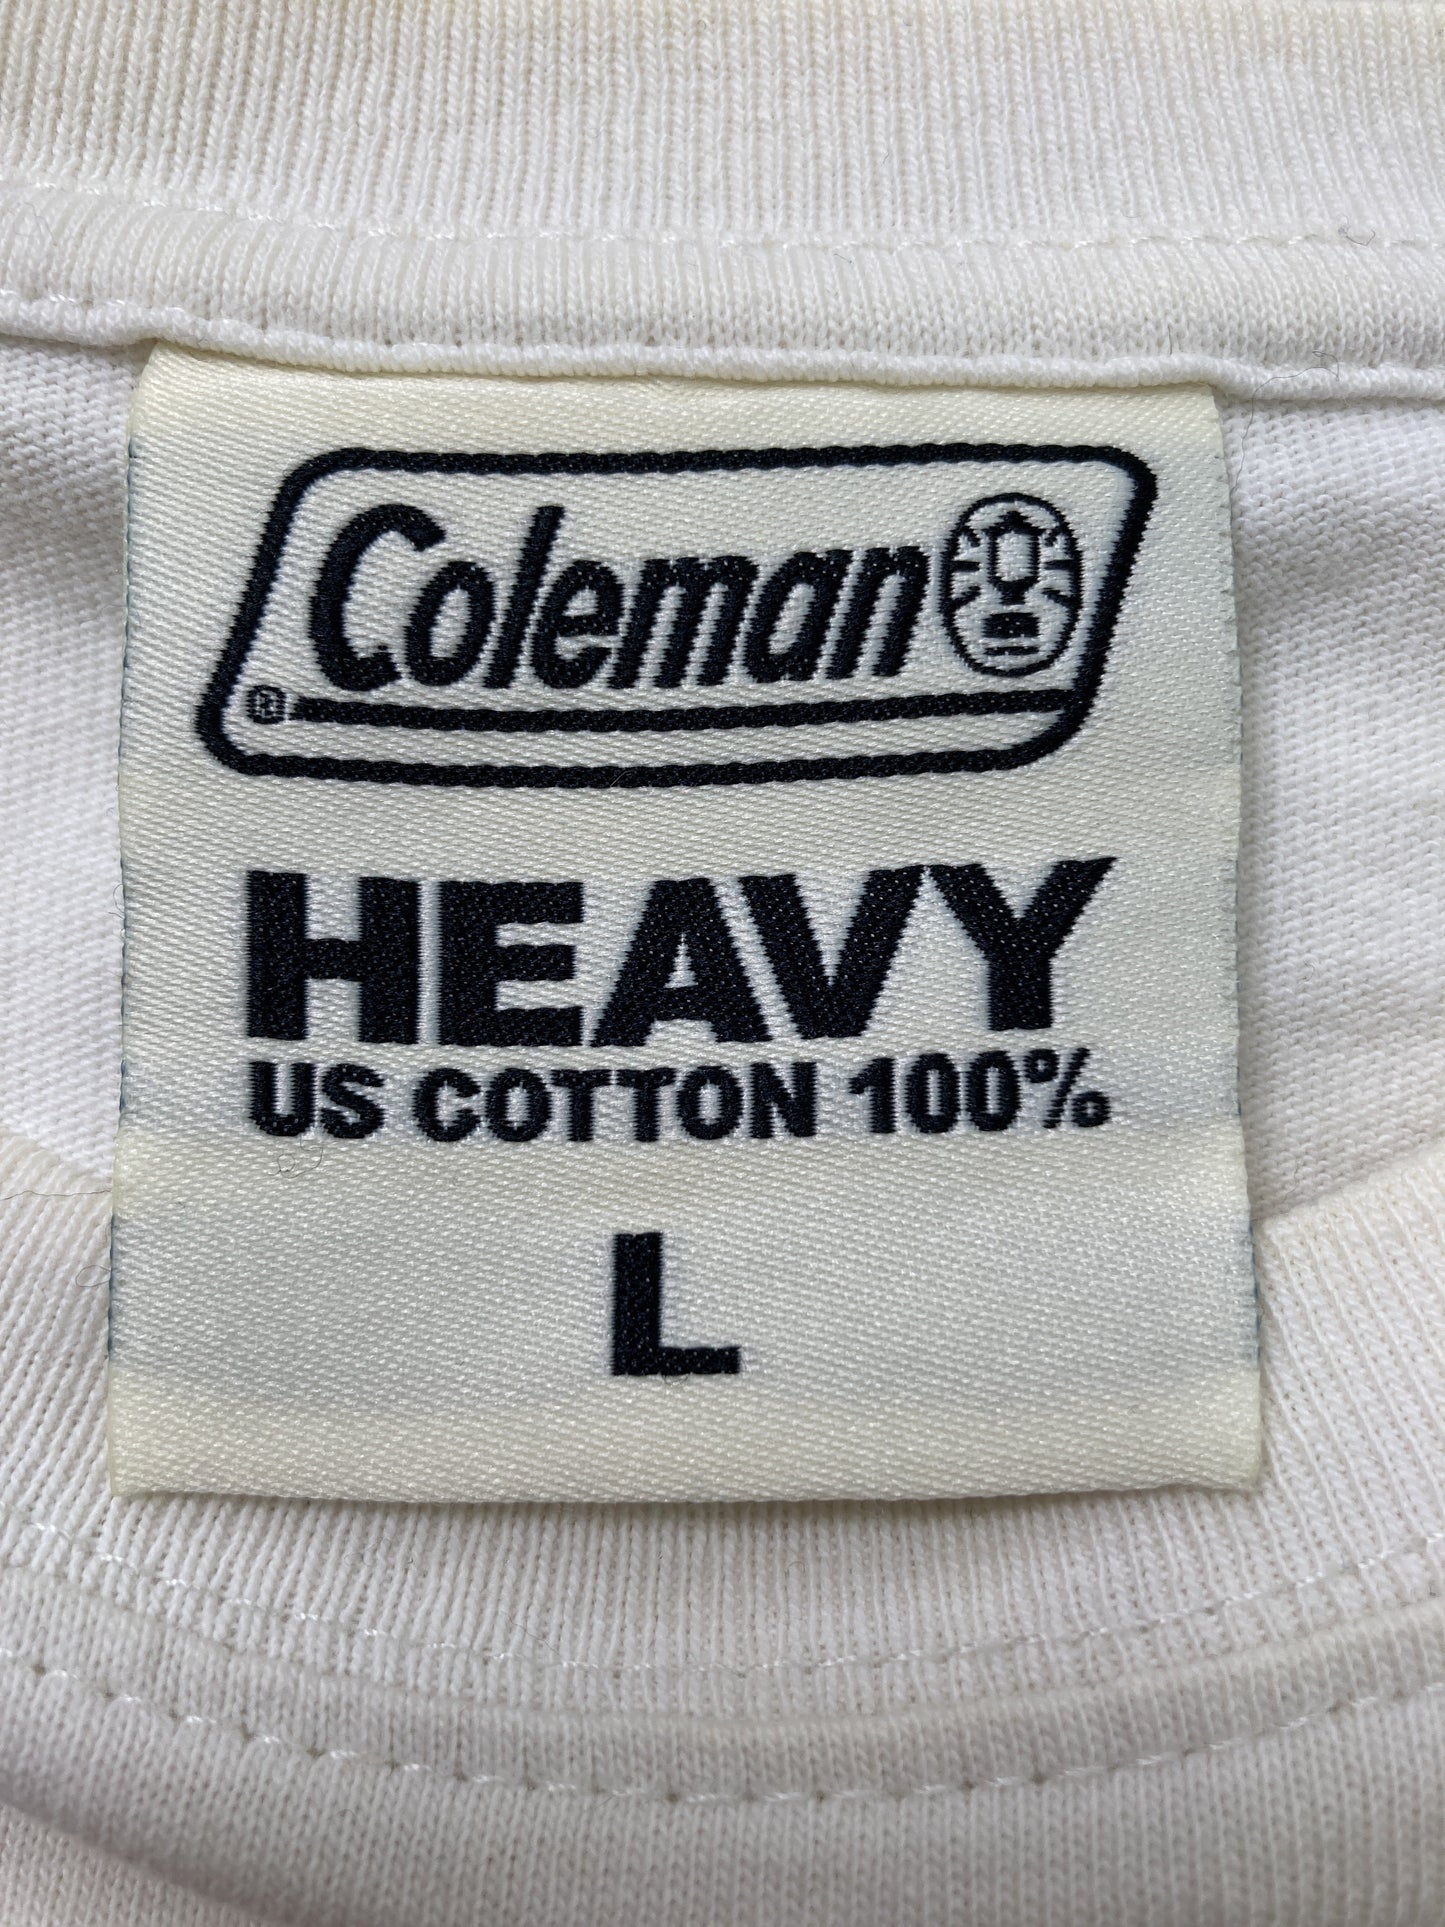 Coleman
®
HEAVY
US COTTON 100%
L